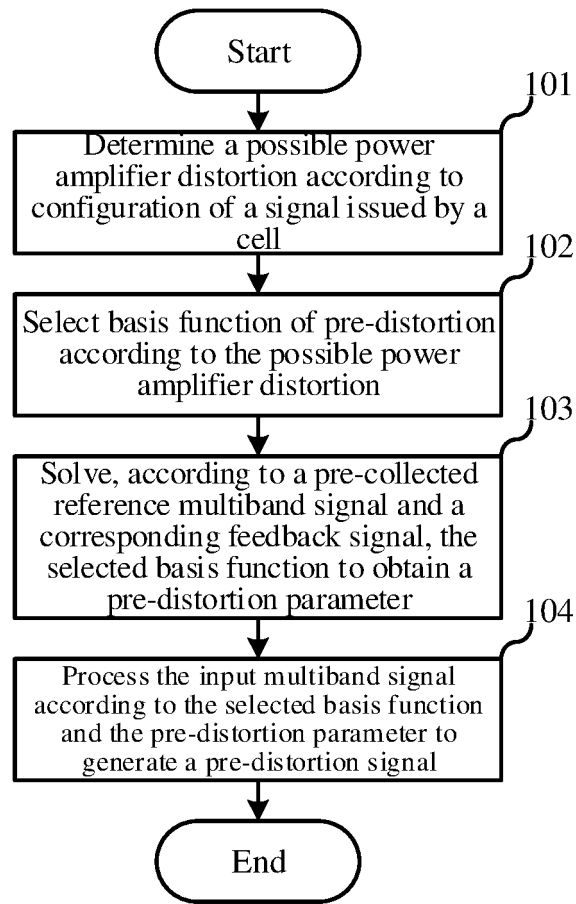 Start
101
Determine a possible power
amplifier distortion according to
configuration of a signal issued by a
cell
102
Select basis function of pre-distortion
according to the possible power
amplifier distortion
103
Solve, according to a pre-collected
reference multiband signal and a
corresponding feedback signal, the
selected basis function to obtain a
pre-distortion parameter
104
Process the input multiband signal
according to the selected basis function
and the pre-distortion parameter to
generate a pre-distortion signal
End